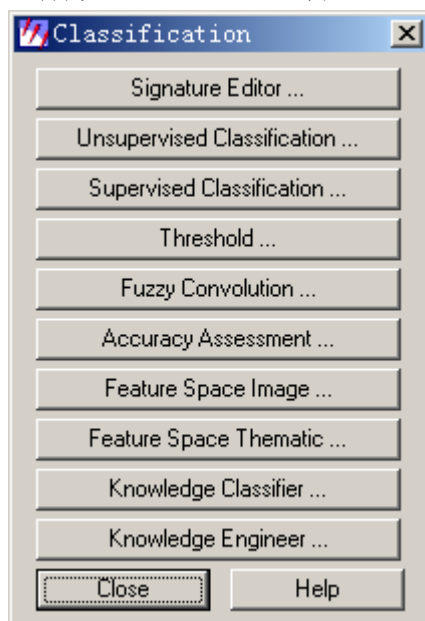 Classification
Signature Editor ...
Unsupervised Classification ...
Supervised Classification ...
Threshold ...
Fuzzy Convolution ...
Accuracy Assessment ...
Feature Space Image ...
Feature Space Thematic ...
Knowledge Classifier ...
Knowledge Engineer ...
Close Help